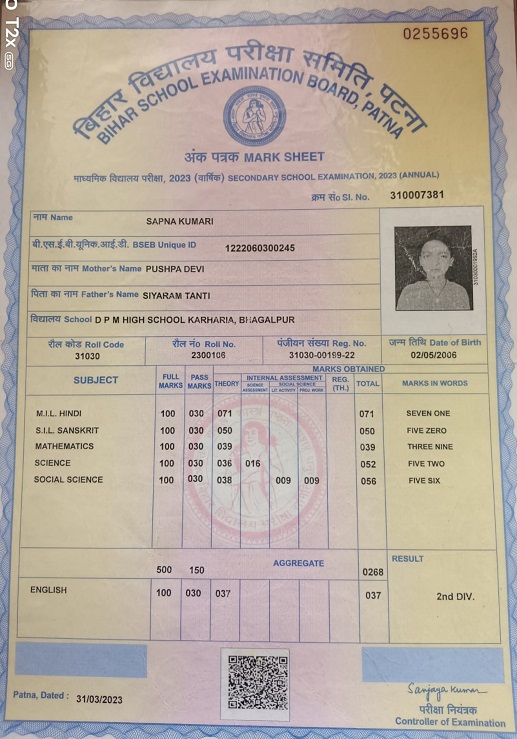 T2x
0255696
बिहार विद्यालय परीक्षा समिति, पटना
BIHAR SCHOOL EXAMINATION BOARD, PATNA
अंक पत्रक MARK SHEET
माध्यमिक विद्यालय परीक्षा, 2023 (वार्षिक) SECONDARY SCHOOL EXAMINATION, 2023 (ANNUAL)
क्रम सं० Sl. No. 310007381
नाम Name SAPNA KUMARI
बी.एस.ई.बी.यूनिक.आई.डी. BSEB Unique ID 1222060300245
माता का नाम Mother's Name PUSHPA DEVI
पिता का नाम Father's Name SIYARAM TANTI
विद्यालय School D P M HIGH SCHOOL KARHARIA, BHAGALPUR
रौल कोड Roll Code रौल नं० Roll No. पंजीयन संख्या Reg. No. जन्म तिथि Date of Birth
31030 2300106 31030-00199-22 02/05/2006
MARKS OBTAINED
SUBJECT FULL MARKS PASS MARKS THEORY INTERNAL ASSESSMENT REG. (TH.) TOTAL MARKS IN WORDS
SCIENCE ASSESSMENT SOCIAL SCIENCE LIT. ACTIVITY PROJ. WORK
M.I.L. HINDI 100 030 071 071 SEVEN ONE
S.I.L. SANSKRIT 100 030 050 050 FIVE ZERO
MATHEMATICS 100 030 039 039 THREE NINE
SCIENCE 100 030 036 016 052 FIVE TWO
SOCIAL SCIENCE 100 030 038 009 009 056 FIVE SIX
500 150 AGGREGATE 0268 RESULT
ENGLISH 100 030 037 037 2nd DIV.
Patna, Dated : 31/03/2023
Sanjaya Kumar
परीक्षा नियंत्रक
Controller of Examination